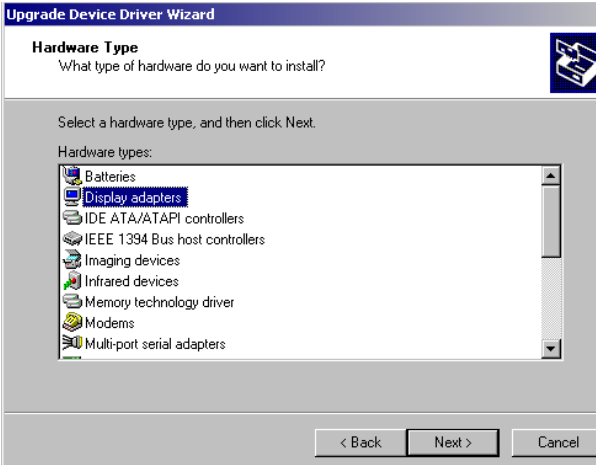 Upgrade Device Driver Wizard
Hardware Type
What type of hardware do you want to install?
Select a hardware type, and then click Next.
Hardware types:
Batteries
Display adapters
IDE ATA/ATAPI controllers
IEEE 1394 Bus host controllers
Imaging devices
Infrared devices
Memory technology driver
Modems
Multi-port serial adapters
< Back Next > Cancel